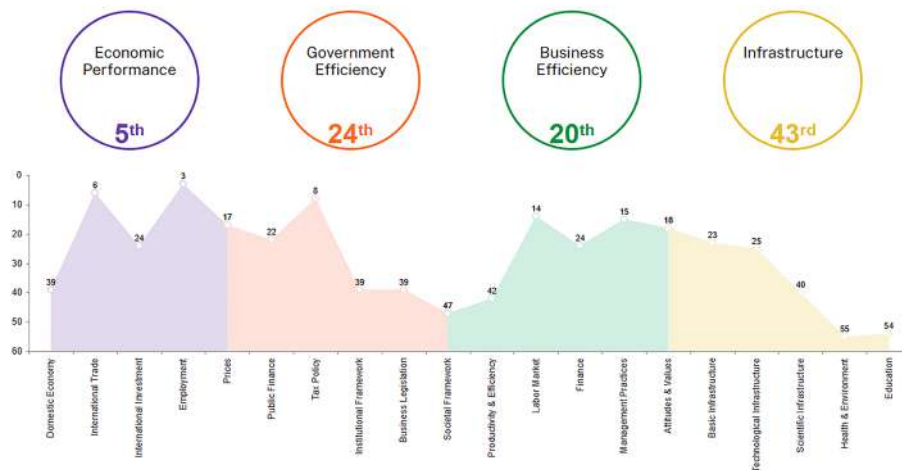 Economic
Performance
5th
Government
Efficiency
24th
Business
Efficiency
20th
Infrastructure
43rd
0
10
20
30
40
50
60
39
6
24
3
17
22
8
39
39
47
42
14
24
15
18
23
25
40
55
54
Domestic Economy
International Trade
International Investment
Employment
Prices
Public Finance
Tax Policy
Institutional Framework
Business Legislation
Societal Framework
Productivity & Efficiency
Labor Market
Finance
Management Practices
Attitudes & Values
Basic Infrastructure
Technological Infrastructure
Scientific Infrastructure
Health & Environment
Education